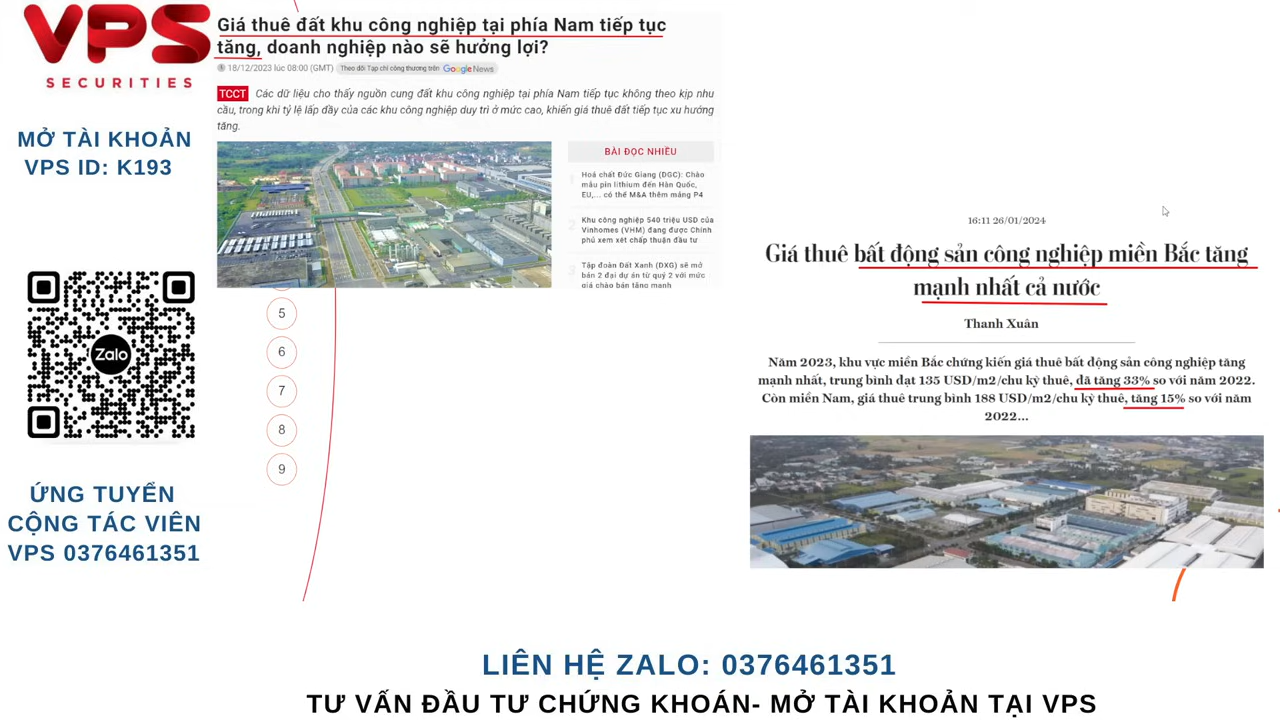 VPS
SECURITIES
MỞ TÀI KHOẢN
VPS ID: K193
Zalo
ỨNG TUYỂN
CỘNG TÁC VIÊN
VPS 0376461351
Giá thuê đất khu công nghiệp tại phía Nam tiếp tục
tăng, doanh nghiệp nào sẽ hưởng lợi?
18/12/2023 lúc 08:00 (GMT) Theo dõi Tạp chí công thương trên Google News
TCCT Các dữ liệu cho thấy nguồn cung đất khu công nghiệp tại phía Nam tiếp tục không theo kịp nhu
cầu, trong khi tỷ lệ lấp đầy của các khu công nghiệp duy trì ở mức cao, khiến giá thuê đất tiếp tục xu hướng
tăng.
BÀI ĐỌC NHIỀU
1 Hoá chất Đức Giang (DGC): Chào
mẫu pin lithium đến Hàn Quốc,
EU,... có thể M&A thêm mảng P4
2 Khu công nghiệp 540 triệu USD của
Vinhomes (VHM) đang được Chính
phủ xem xét chấp thuận đầu tư
3 Tập đoàn Đất Xanh (DXG) sẽ mở
bán 2 đại dự án từ quý 2 với mức
giá chào bán tăng mạnh
5
6
7
8
9
16:11 26/01/2024
Giá thuê bất động sản công nghiệp miền Bắc tăng
mạnh nhất cả nước
Thanh Xuân
Năm 2023, khu vực miền Bắc chứng kiến giá thuê bất động sản công nghiệp tăng
mạnh nhất, trung bình đạt 135 USD/m2/chu kỳ thuê, đã tăng 33% so với năm 2022.
Còn miền Nam, giá thuê trung bình 188 USD/m2/chu kỳ thuê, tăng 15% so với năm
2022...
LIÊN HỆ ZALO: 0376461351
TƯ VẤN ĐẦU TƯ CHỨNG KHOÁN- MỞ TÀI KHOẢN TẠI VPS